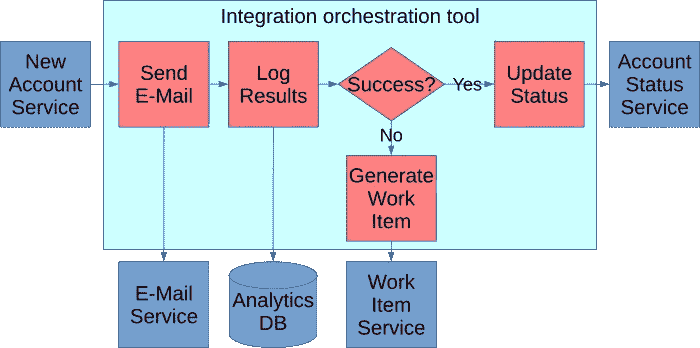 Integration orchestration tool
New
Account
Service
Send
E-Mail
Log
Results
Success?
Yes
Update
Status
Account
Status
Service
No
Generate
Work
Item
E-Mail
Service
Analytics
DB
Work
Item
Service